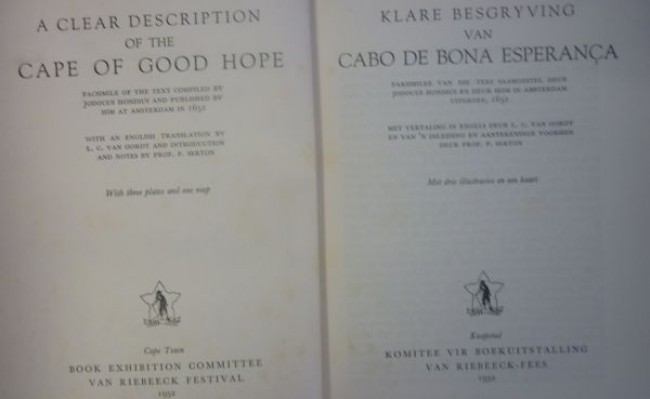 A CLEAR DESCRIPTION
OF THE
CAPE OF GOOD HOPE
FACSIMILE OF THE TEXT COMPILED BY
JODOCUS HONDIUS AND PUBLISHED BY
HIM AT AMSTERDAM IN 1652
WITH AN ENGLISH TRANSLATION BY
L. C. VAN OORDT AND INTRODUCTION
AND NOTES BY PROF. P. SERTON
With three plates and one map
Cape Town
BOOK EXHIBITION COMMITTEE
VAN RIEBEECK FESTIVAL
1952
KLARE BESGRYVING
VAN
CABO DE BONA ESPERANÇA
FAKSIMILEE VAN DIE TEKS SAAMGESTEL DEUR
JODOCUS HONDIUS EN DEUR HOM IN AMSTERDAM
UITGEGEE, 1652
MET VERTALING IN ENGELS DEUR L. C. VAN OORDT
EN VAN 'N INLEIDING EN AANTEKENINGE VOORSIEN
DEUR PROF. P. SERTON
Met drie illustrasies en een kaart
Kaapstad
KOMITEE VIR BOEKUITSTALLING
VAN RIEBEECK-FEES
1952